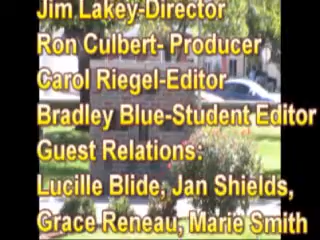 Jim Lakey-Director
Ron Culbert- Producer
Carol Riegel-Editor
Bradley Blue-Student Editor
Guest Relations:
Lucille Blide, Jan Shields,
Grace Reneau, Marie Smith